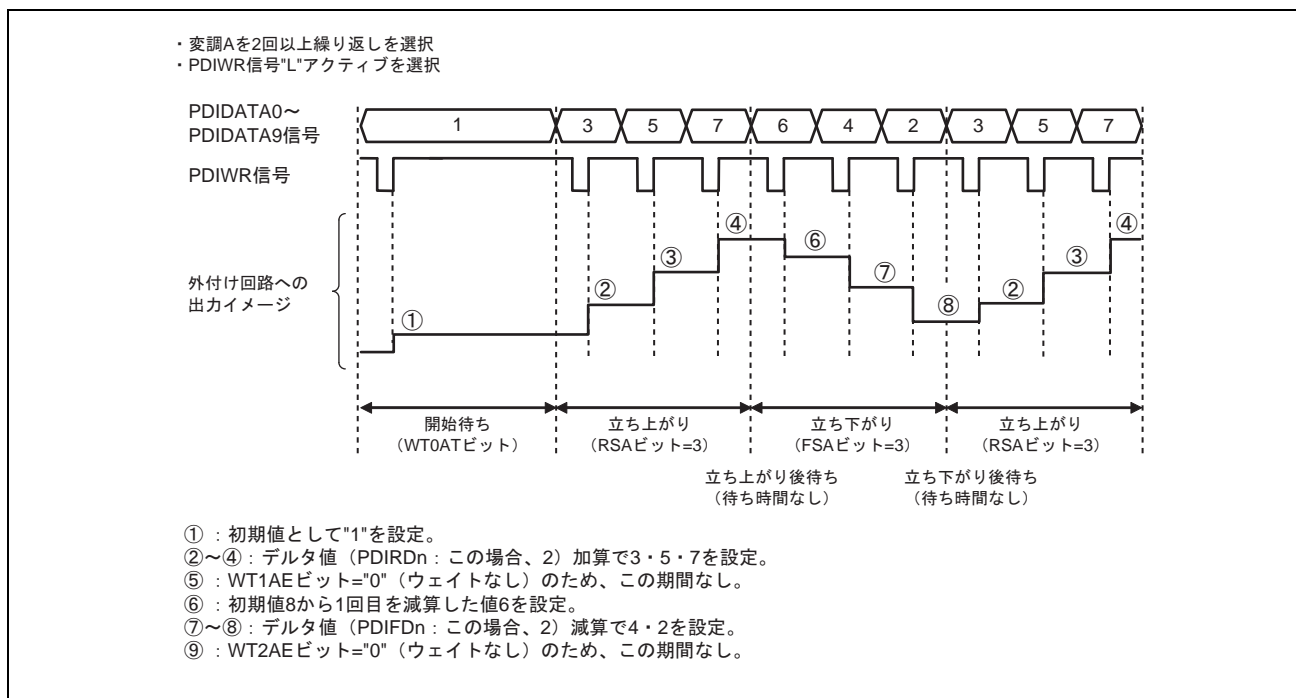 ・変調Aを2回以上繰り返しを選択
・PDIWR信号"L"アクティブを選択
PDIDATA0～
PDIDATA9信号
1 3 5 7 6 4 2 3 5 7
PDIWR信号
外付け回路への
出力イメージ
① ② ③ ④ ⑥ ⑦ ⑧ ② ③ ④
開始待ち
（WT0ATビット）
立ち上がり
（RSAビット=3）
立ち下がり
（FSAビット=3）
立ち上がり
（RSAビット=3）
立ち上がり後待ち
（待ち時間なし）
立ち下がり後待ち
（待ち時間なし）
①：初期値として"1"を設定。
②～④：デルタ値（PDIRDn：この場合、2）加算で3・5・7を設定。
⑤：WT1AEビット="0"（ウェイトなし）のため、この期間なし。
⑥：初期値8から1回目を減算した値6を設定。
⑦～⑧：デルタ値（PDIFDn：この場合、2）減算で4・2を設定。
⑨：WT2AEビット="0"（ウェイトなし）のため、この期間なし。